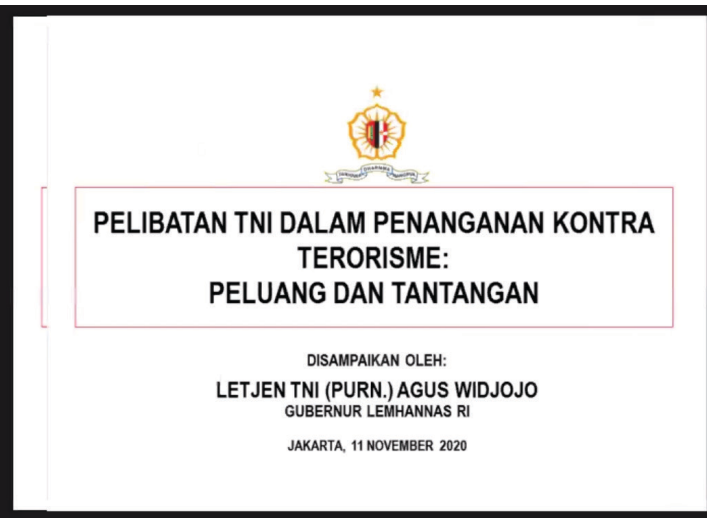 PELIBATAN TNI DALAM PENANGANAN KONTRA
TERORISME:
PELUANG DAN TANTANGAN
DISAMPAIKAN OLEH:
LETJEN TNI (PURN.) AGUS WIDJOJO
GUBERNUR LEMHANNAS RI
JAKARTA, 11 NOVEMBER 2020